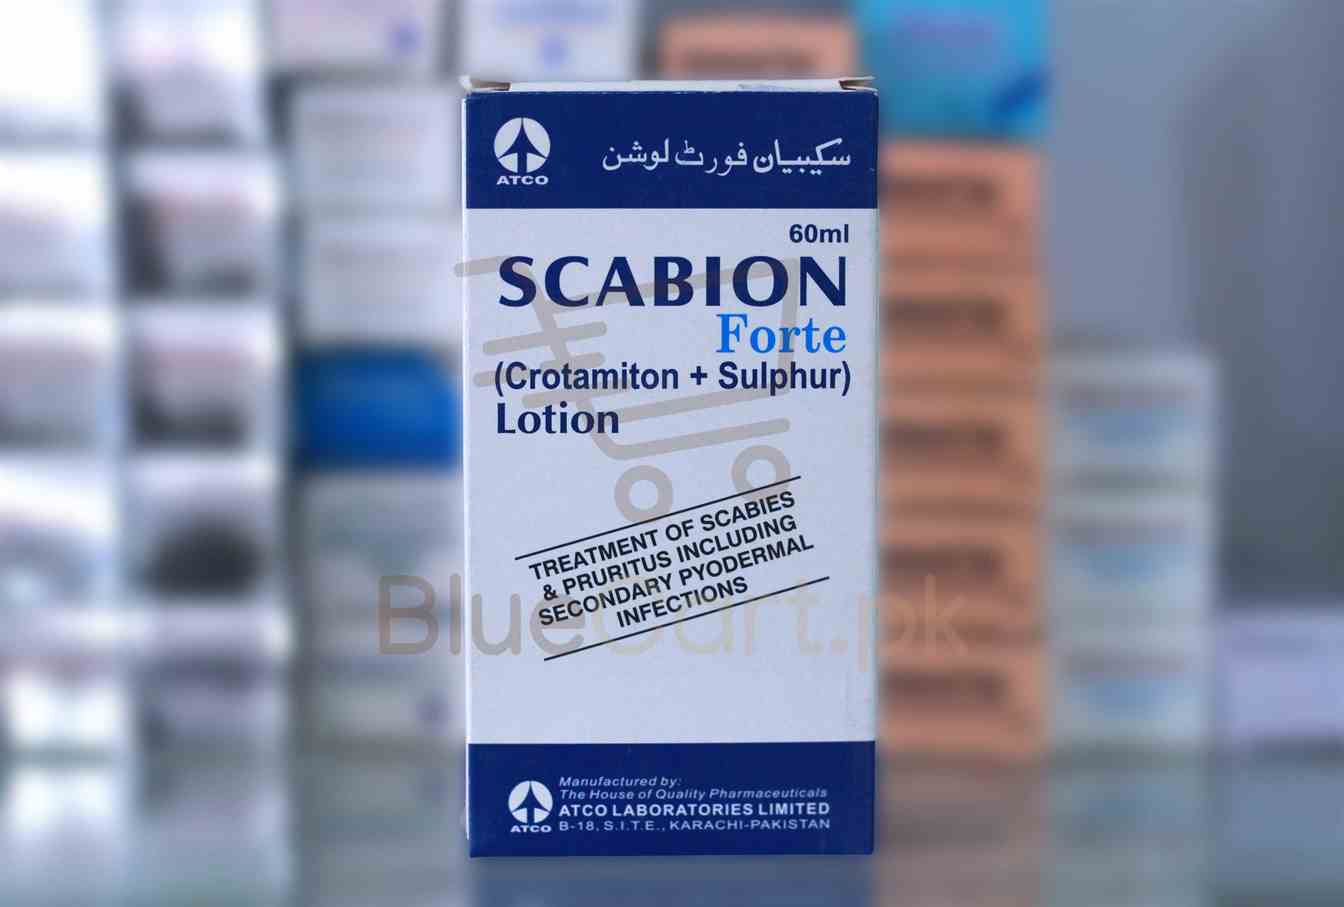 ATCO
سکیبیان فورٹ لوشن
60ml
SCABION
Forte
(Crotamiton + Sulphur)
Lotion
TREATMENT OF SCABIES
& PRURITUS INCLUDING
SECONDARY PYODERMAL
INFECTIONS
BlueCart.pk
Manufactured by:
The House of Quality Pharmaceuticals
ATCO LABORATORIES LIMITED
ATCO B-18, S.I.T.E., KARACHI-PAKISTAN